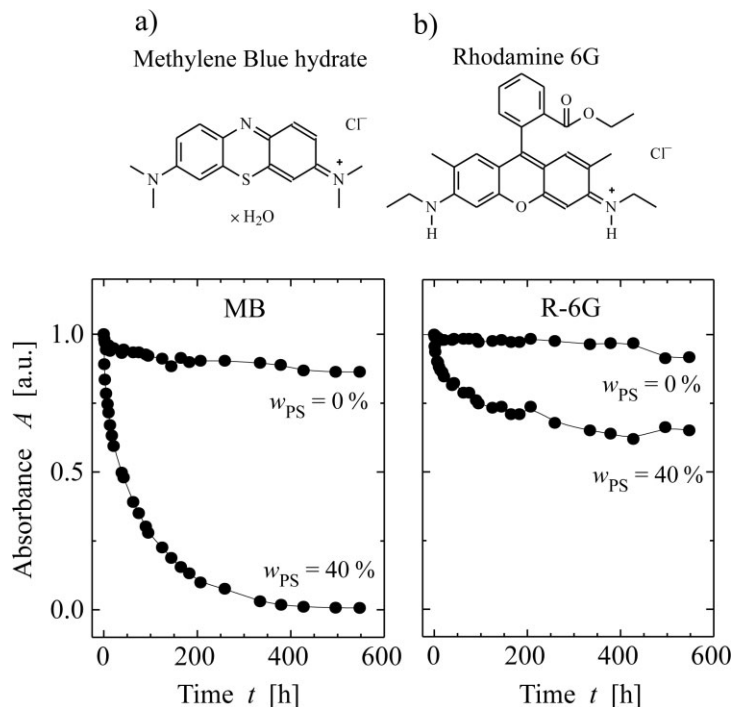 a)
Methylene Blue hydrate
N
Cl⁻
N
S
N
+
× H₂O
b)
Rhodamine 6G
O
O
Cl⁻
N
H
O
N
+
H
MB
1.0
0.5
0.0
Absorbance A [a.u.]
w_PS = 0 %
w_PS = 40 %
0 200 400 600
Time t [h]
R-6G
w_PS = 0 %
w_PS = 40 %
0 200 400 600
Time t [h]